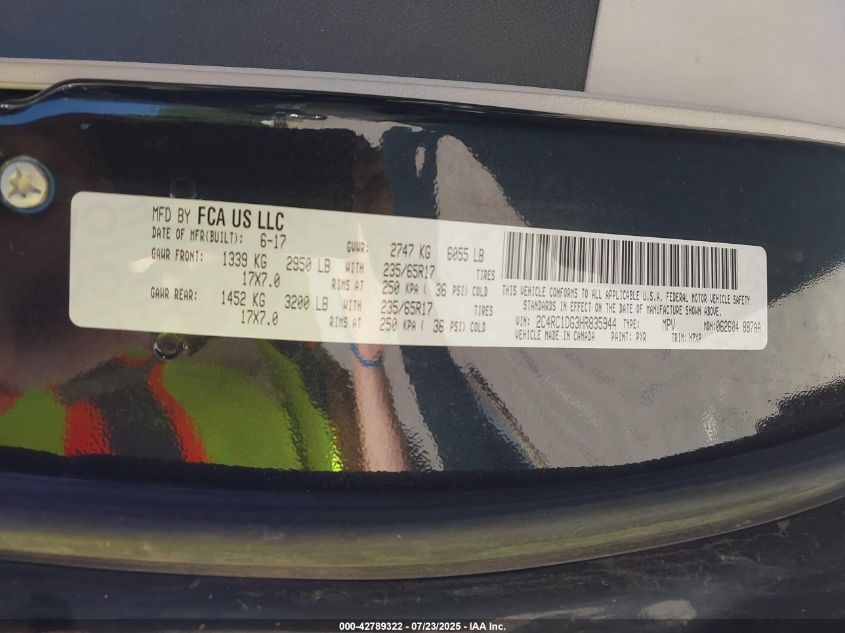 MFD BY FCA US LLC
DATE OF MFR(BUILT): 6-17 GVWR: 2747 KG 6055 LB
GAWR FRONT: 1339 KG 2950 LB WITH 235/65R17 TIRES
17X7.0 RIMS AT 250 KPA ( 36 PSI) COLD
GAWR REAR: 1452 KG 3200 LB WITH 235/65R17 TIRES
17X7.0 RIMS AT 250 KPA ( 36 PSI) COLD
THIS VEHICLE CONFORMS TO ALL APPLICABLE U.S.A. FEDERAL MOTOR VEHICLE SAFETY
STANDARDS IN EFFECT ON THE DATE OF MANUFACTURE SHOWN ABOVE.
VIN: 2C4RC1DG3HR835944 TYPE: MPV MDH: 062604 887AA
VEHICLE MADE IN CANADA PAINT: PXR TRIM:
000-42789322 - 07/23/2025 - IAA Inc.